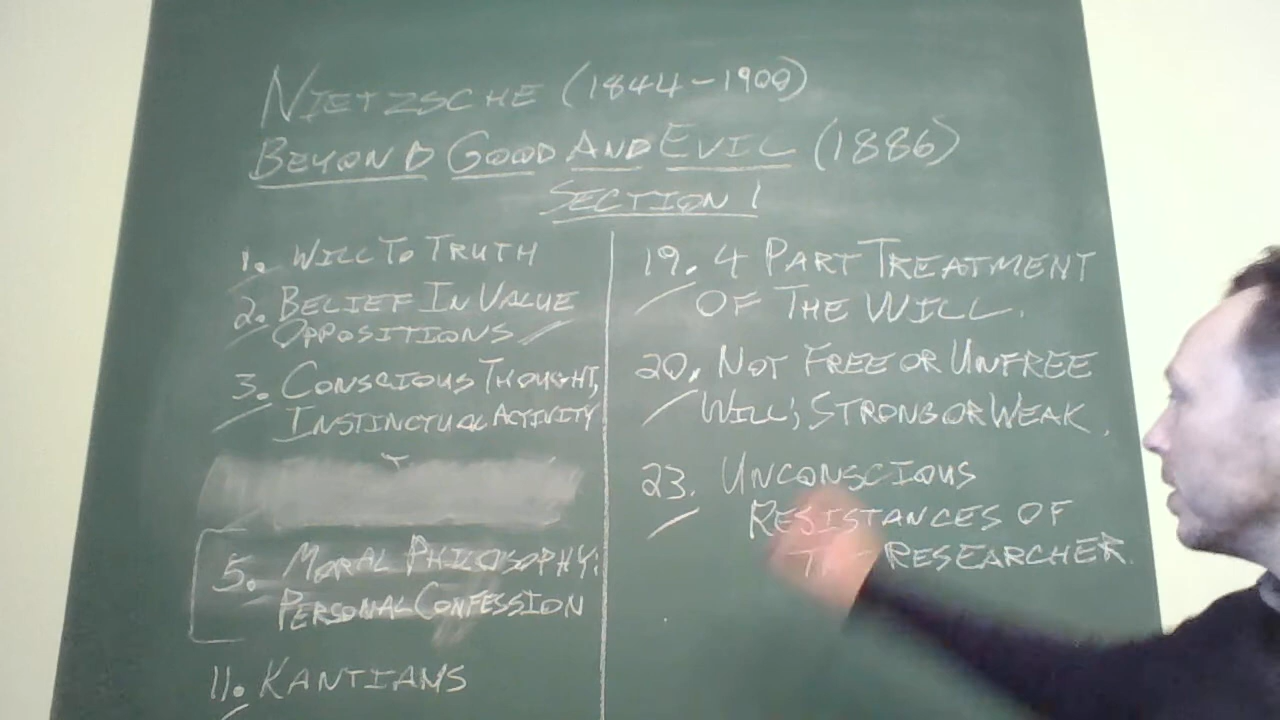 NIETZSCHE (1844-1900)
BEYOND GOOD AND EVIL (1886)
SECTION 1
1. WILL TO TRUTH
2. BELIEF IN VALUE
OPPOSITIONS
3. CONSCIOUS THOUGHT,
INSTINCTUAL ACTIVITY
5. MORAL PHILOSOPHY:
PERSONAL CONFESSION
11. KANTIANS
19. 4 PART TREATMENT
OF THE WILL.
20. NOT FREE OR UNFREE
WILL; STRONG OR WEAK.
23. UNCONSCIOUS
RESISTANCES OF
THE RESEARCHER.